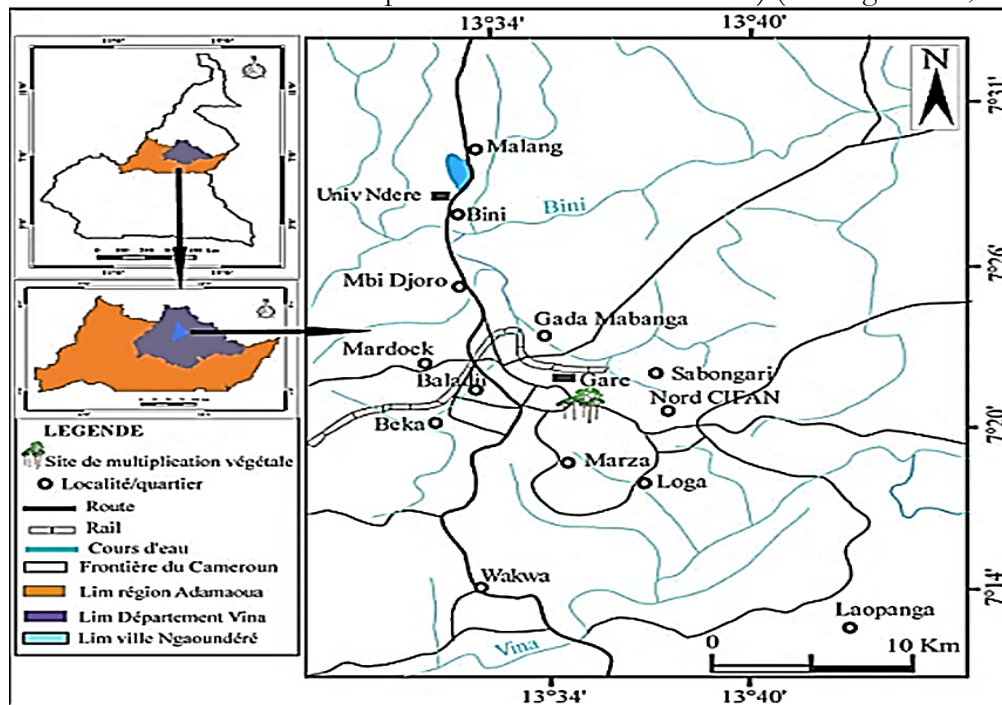 13°34'
13°40'
N
7°31'
Malang
Univ Ndere
Bini
Bini
7°26'
Mbi Djoro
Gada Mabanga
Mardock
Gare
Sabongari
Baladji
Nord CIFAN
7°20'
Beka
Marza
Loga
Wakwa
7°14'
Laopanga
Vina
0
10 Km
13°34'
13°40'
LEGENDE
Site de multiplication végétale
Localité/quartier
Route
Rail
Cours d'eau
Frontière du Cameroun
Lim région Adamaoua
Lim Département Vina
Lim ville Ngaoundéré